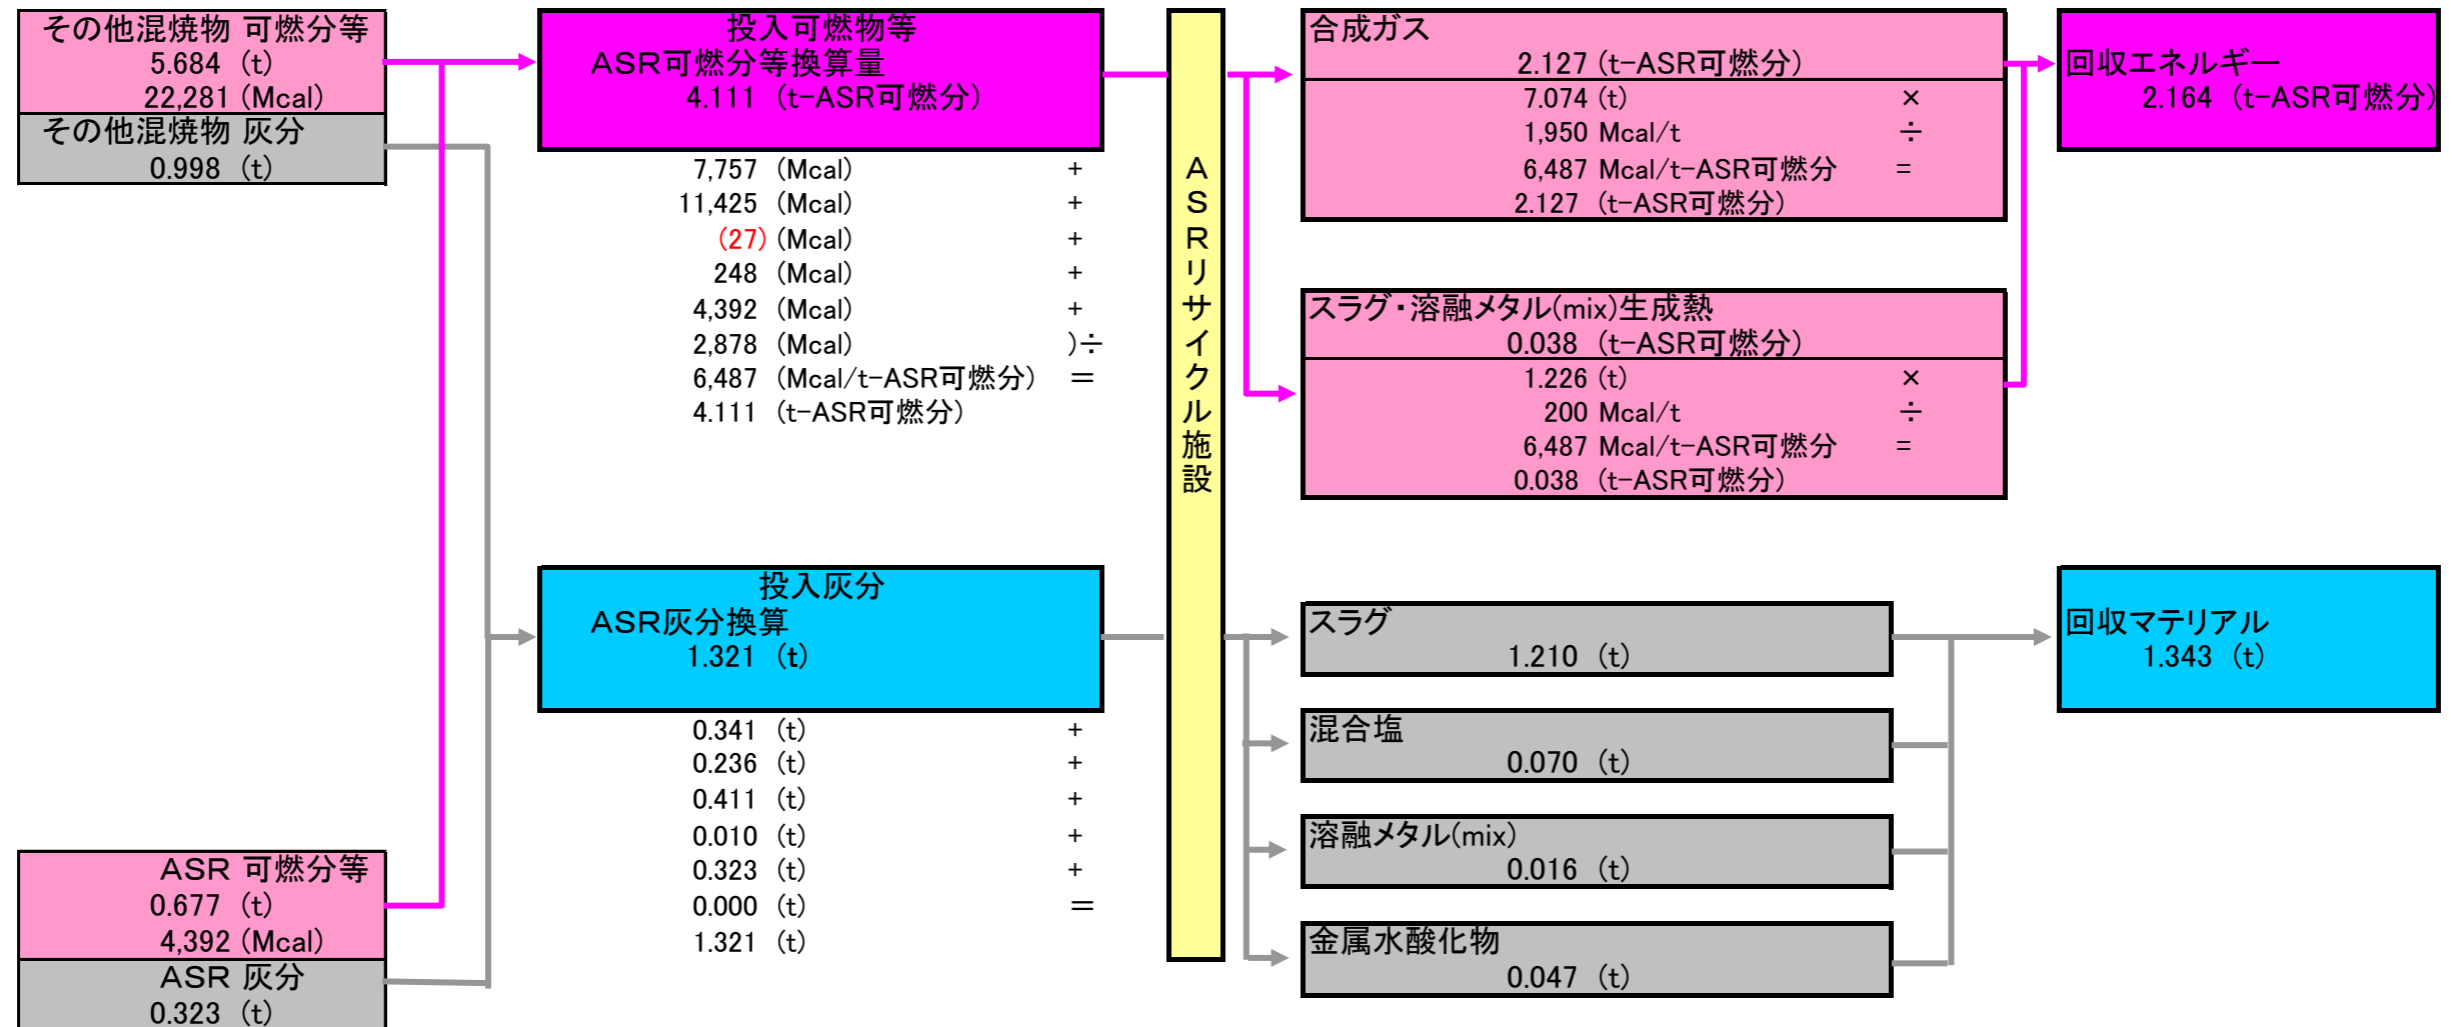 その他混焼物 可燃分等
5.684 (t)
22,281 (Mcal)
その他混焼物 灰分
0.998 (t)
ASR 可燃分等
0.677 (t)
4,392 (Mcal)
ASR 灰分
0.323 (t)
投入可燃物等
ASR可燃分等換算量
4.111 (t-ASR可燃分)
7,757 (Mcal) +
11,425 (Mcal) +
(27) (Mcal) +
248 (Mcal) +
4,392 (Mcal) +
2,878 (Mcal) )÷
6,487 (Mcal/t-ASR可燃分) =
4.111 (t-ASR可燃分)
投入灰分
ASR灰分換算
1.321 (t)
0.341 (t) +
0.236 (t) +
0.411 (t) +
0.010 (t) +
0.323 (t) +
0.000 (t) =
1.321 (t)
ASRリサイクル施設
合成ガス
2.127 (t-ASR可燃分)
7.074 (t) ×
1,950 Mcal/t ÷
6,487 Mcal/t-ASR可燃分 =
2.127 (t-ASR可燃分)
スラグ・溶融メタル(mix)生成熱
0.038 (t-ASR可燃分)
1.226 (t) ×
200 Mcal/t ÷
6,487 Mcal/t-ASR可燃分 =
0.038 (t-ASR可燃分)
スラグ
1.210 (t)
混合塩
0.070 (t)
溶融メタル(mix)
0.016 (t)
金属水酸化物
0.047 (t)
回収エネルギー
2.164 (t-ASR可燃分)
回収マテリアル
1.343 (t)